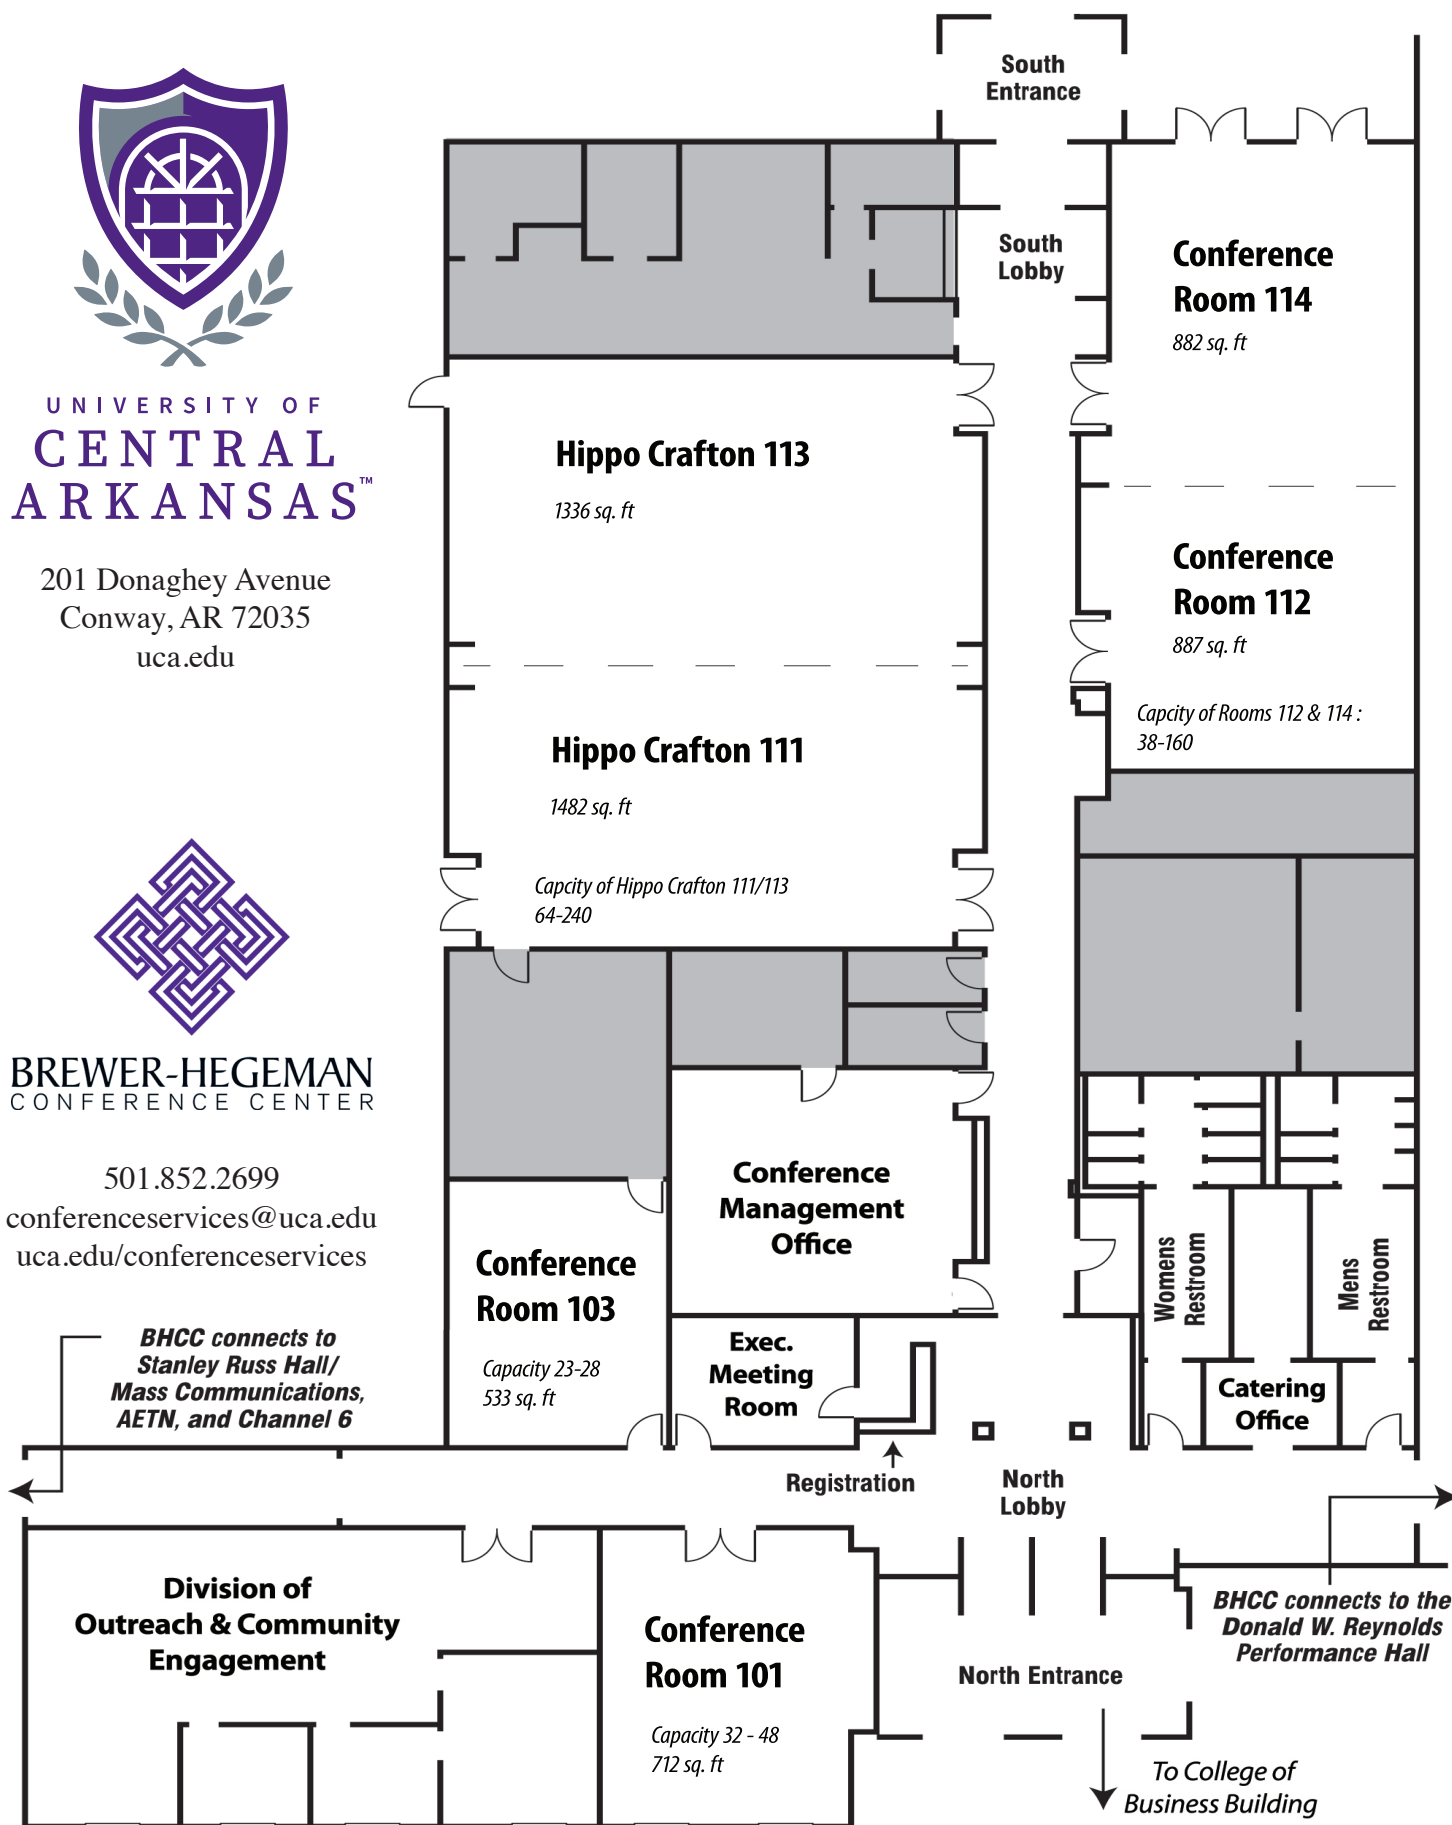 UNIVERSITY OF
CENTRAL
ARKANSAS™
201 Donaghey Avenue
Conway, AR 72035
uca.edu
BREWER-HEGEMAN
CONFERENCE CENTER
501.852.2699
conferenceservices@uca.edu
uca.edu/conferenceservices
BHCC connects to
Stanley Russ Hall/
Mass Communications,
AETN, and Channel 6
South
Entrance
South
Lobby
Conference
Room 114
882 sq. ft
Hippo Crafton 113
1336 sq. ft
Conference
Room 112
887 sq. ft
Capcity of Rooms 112 & 114 :
38-160
Hippo Crafton 111
1482 sq. ft
Capcity of Hippo Crafton 111/113
64-240
Conference
Management
Office
Conference
Room 103
Capacity 23-28
533 sq. ft
Exec.
Meeting
Room
Womens
Restroom
Mens
Restroom
Catering
Office
Registration
North
Lobby
Division of
Outreach & Community
Engagement
Conference
Room 101
Capacity 32 - 48
712 sq. ft
North Entrance
BHCC connects to the
Donald W. Reynolds
Performance Hall
To College of
Business Building